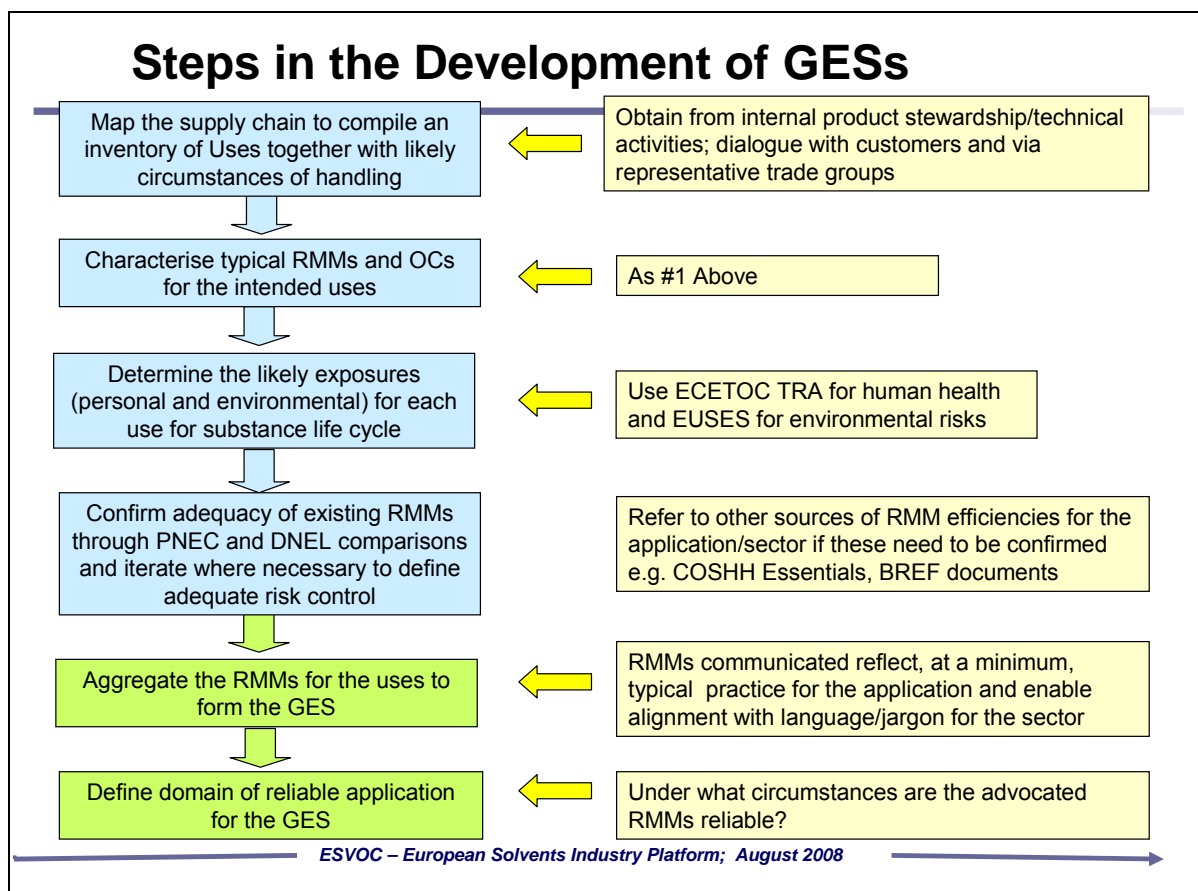 Steps in the Development of GESs
Map the supply chain to compile an
inventory of Uses together with likely
circumstances of handling
Obtain from internal product stewardship/technical
activities; dialogue with customers and via
representative trade groups
Characterise typical RMMs and OCs
for the intended uses
As #1 Above
Determine the likely exposures
(personal and environmental) for each
use for substance life cycle
Use ECETOC TRA for human health
and EUSES for environmental risks
Confirm adequacy of existing RMMs
through PNEC and DNEL comparisons
and iterate where necessary to define
adequate risk control
Refer to other sources of RMM efficiencies for the
application/sector if these need to be confirmed
e.g. COSHH Essentials, BREF documents
Aggregate the RMMs for the uses to
form the GES
RMMs communicated reflect, at a minimum,
typical practice for the application and enable
alignment with language/jargon for the sector
Define domain of reliable application
for the GES
Under what circumstances are the advocated
RMMs reliable?
ESVOC – European Solvents Industry Platform; August 2008